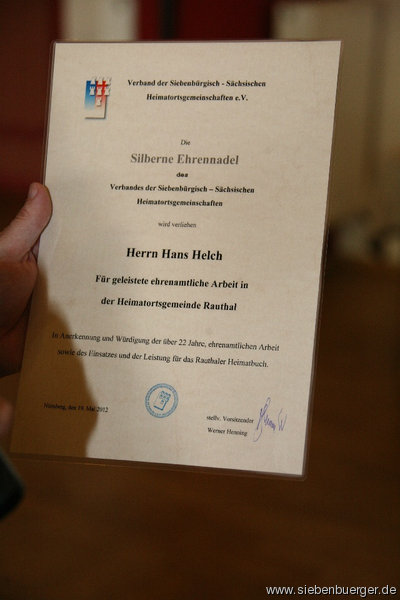 Verband der Siebenbürgisch - Sächsischen
Heimatortsgemeinschaften e.V.
Die
Silberne Ehrennadel
des
Verbandes der Siebenbürgisch – Sächsischen
Heimatortsgemeinschaften
wird verliehen
Herrn Hans Helch
Für geleistete ehrenamtliche Arbeit in
der Heimatortsgemeinde Rauthal
In Anerkennung und Würdigung der über 22 Jahre, ehrenamtlichen Arbeit
sowie des Einsatzes und der Leistung für das Rauthaler Heimatbuch.
Nürnberg, den 19. Mai 2012
stellv. Vorsitzender
Werner Henning
www.siebenbuerger.de